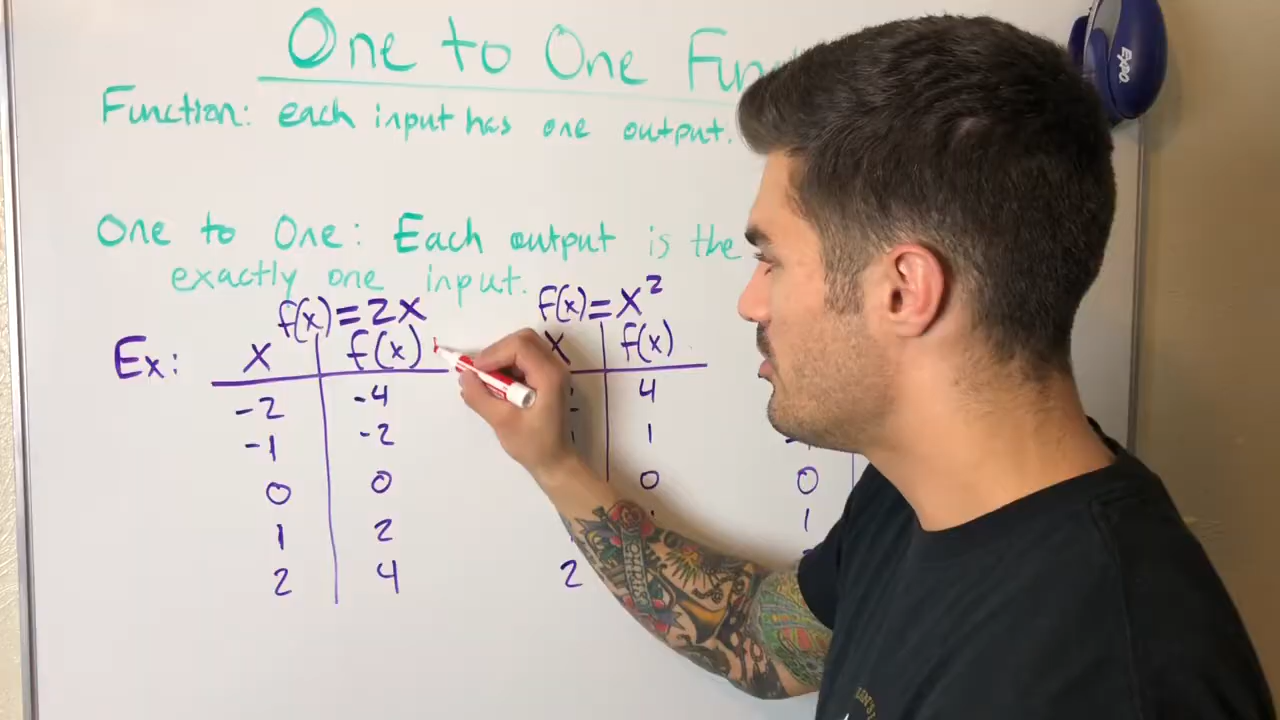 One to One
Function: each input has one output.
One to One: Each output is the
exactly one input.
f(x)=2x f(x)=x²
Ex: x f(x) x f(x)
-2 -4 4
-1 -2 1
0 0 0 0
1 2 1
2 4 2
EXPO